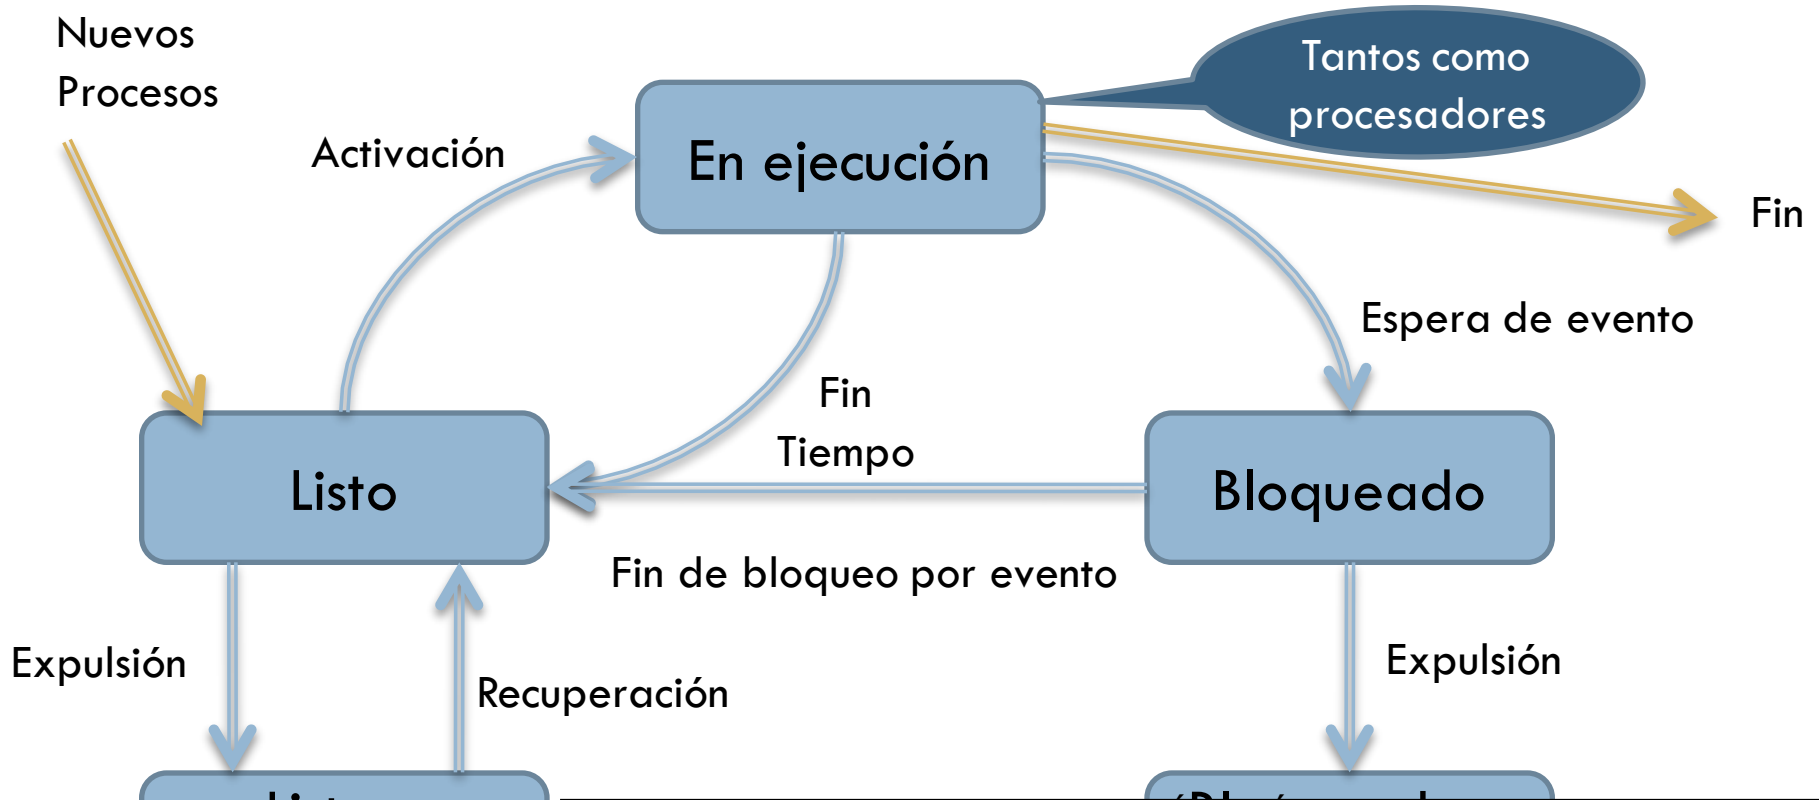 Nuevos
Procesos
Tantos como
procesadores
Activación
En ejecución
Fin
Espera de evento
Fin
Tiempo
Listo
Bloqueado
Fin de bloqueo por evento
Expulsión
Recuperación
Expulsión